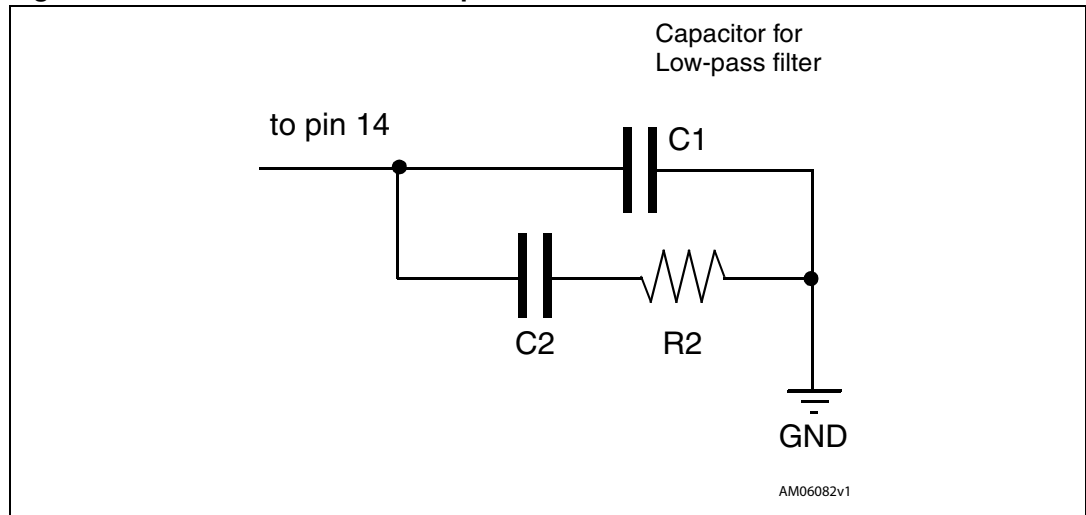 Capacitor for
Low-pass filter
to pin 14
C1
C2
R2
GND
AM06082v1